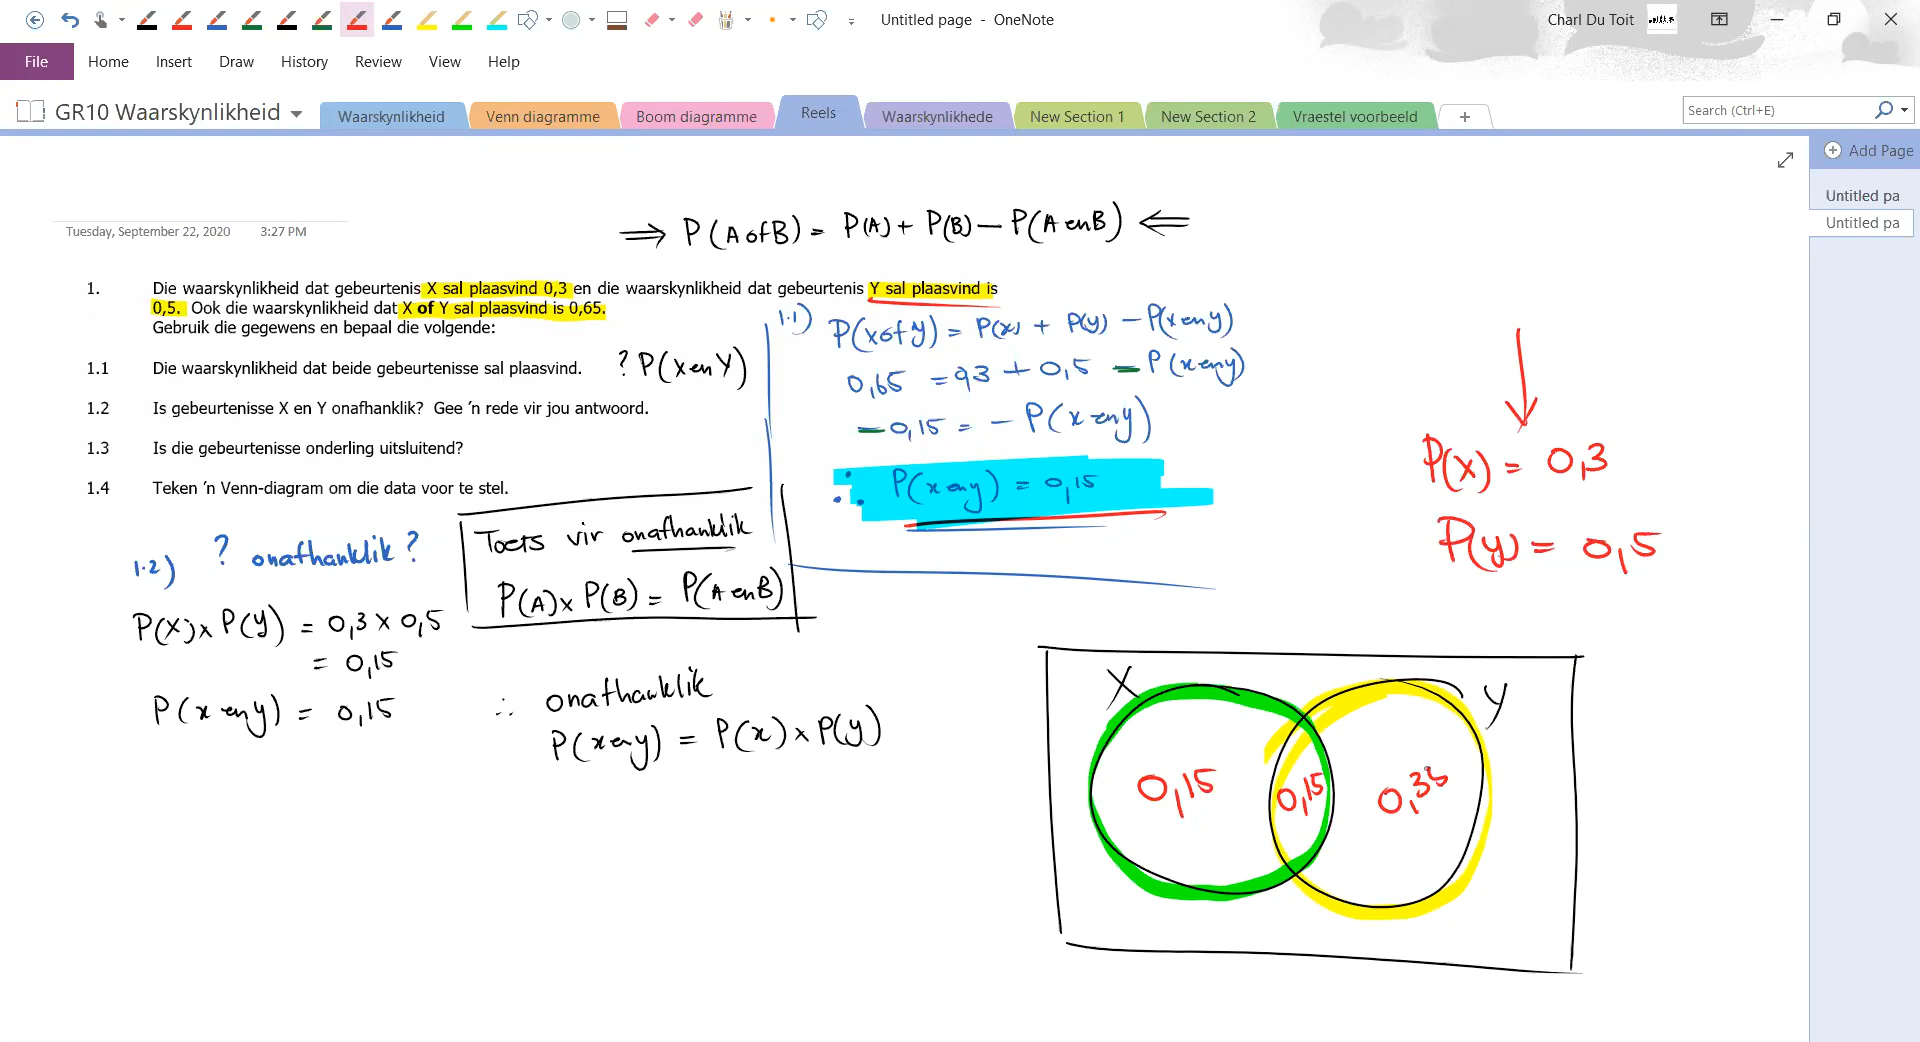 Untitled page - OneNote
Charl Du Toit
File Home Insert Draw History Review View Help
GR10 Waarskynlikheid
Waarskynlikheid
Venn diagramme
Boom diagramme
Reels
Waarskynlikhede
New Section 1
New Section 2
Vraestel voorbeeld
+
Search (Ctrl+E)
Add Page
Untitled pa
Untitled pa
Tuesday, September 22, 2020 3:27 PM
⇒ P(A of B) = P(A) + P(B) - P(A en B) ⇐
1. Die waarskynlikheid dat gebeurtenis X sal plaasvind 0,3 en die waarskynlikheid dat gebeurtenis Y sal plaasvind is
0,5. Ook die waarskynlikheid dat X of Y sal plaasvind is 0,65.
Gebruik die gegewens en bepaal die volgende:
1.1 Die waarskynlikheid dat beide gebeurtenisse sal plaasvind. ? P(X en Y)
1.2 Is gebeurtenisse X en Y onafhanklik? Gee 'n rede vir jou antwoord.
1.3 Is die gebeurtenisse onderling uitsluitend?
1.4 Teken 'n Venn-diagram om die data voor te stel.
1.1) P(x of y) = P(x) + P(y) - P(x en y)
0,65 = 0,3 + 0,5 - P(x en y)
- 0,15 = - P(x en y)
∴ P(x en y) = 0,15
P(x) = 0,3
P(y) = 0,5
1.2) ? onafhanklik ?
Toets vir onafhanklik
P(A) x P(B) = P(A en B)
P(X) x P(Y) = 0,3 x 0,5
= 0,15
P(x en y) = 0,15
∴ onafhanklik
P(x en y) = P(x) x P(y)
X
Y
0,15
0,15
0,35